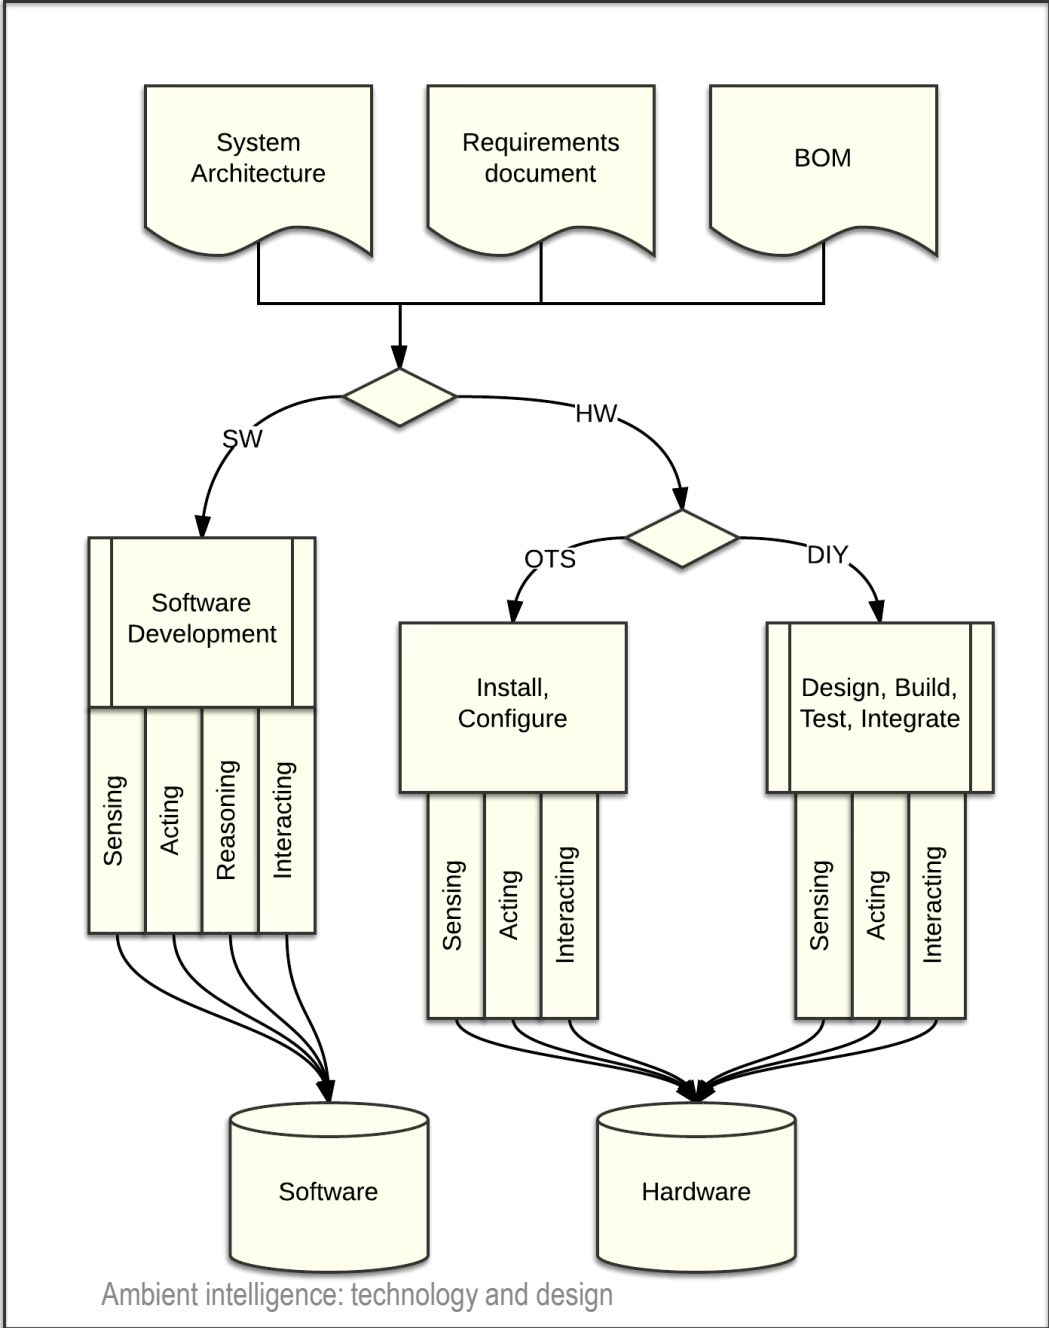 System
Architecture
Requirements
document
BOM
SW
HW
OTS
DIY
Software
Development
Install,
Configure
Design, Build,
Test, Integrate
Sensing
Acting
Reasoning
Interacting
Sensing
Acting
Interacting
Sensing
Acting
Interacting
Software
Hardware
Ambient intelligence: technology and design